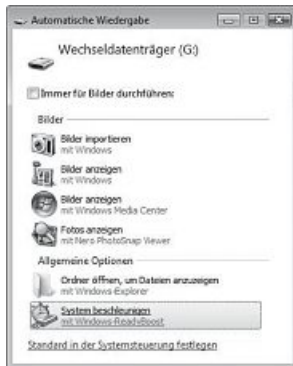 Automatische Wiedergabe
Wechseldatenträger (G:)
Immer für Bilder durchführen:
Bilder
Bilder importieren
mit Windows
Bilder anzeigen
mit Windows
Bilder anzeigen
mit Windows Media Center
Fotos anzeigen
mit Nero PhotoSnap Viewer
Allgemeine Optionen
Ordner öffnen, um Dateien anzuzeigen
mit Windows-Explorer
System beschleunigen
mit Windows-ReadyBoost
Standard in der Systemsteuerung festlegen